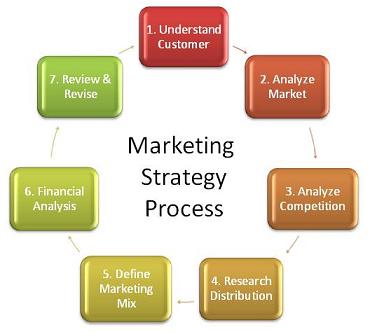 1. Understand
Customer
2. Analyze
Market
3. Analyze
Competition
4. Research
Distribution
5. Define
Marketing
Mix
6. Financial
Analysis
7. Review &
Revise
Marketing
Strategy
Process